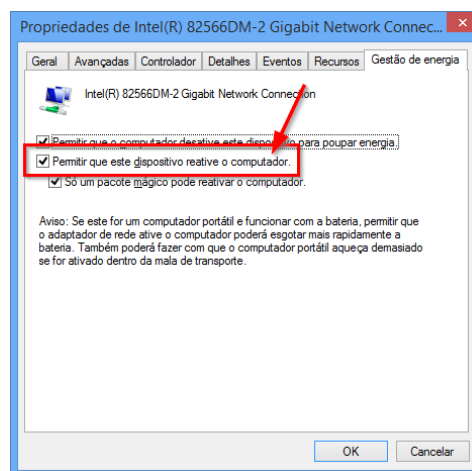 Propriedades de Intel(R) 82566DM-2 Gigabit Network Connec...
Geral Avançadas Controlador Detalhes Eventos Recursos Gestão de energia
Intel(R) 82566DM-2 Gigabit Network Connection
Permitir que o computador desative este dispositivo para poupar energia.
Permitir que este dispositivo reative o computador.
Só um pacote mágico pode reativar o computador.
Aviso: Se este for um computador portátil e funcionar com a bateria, permitir que
o adaptador de rede ative o computador poderá esgotar mais rapidamente a
bateria. Também poderá fazer com que o computador portátil aqueça demasiado
se for ativado dentro da mala de transporte.
OK Cancelar